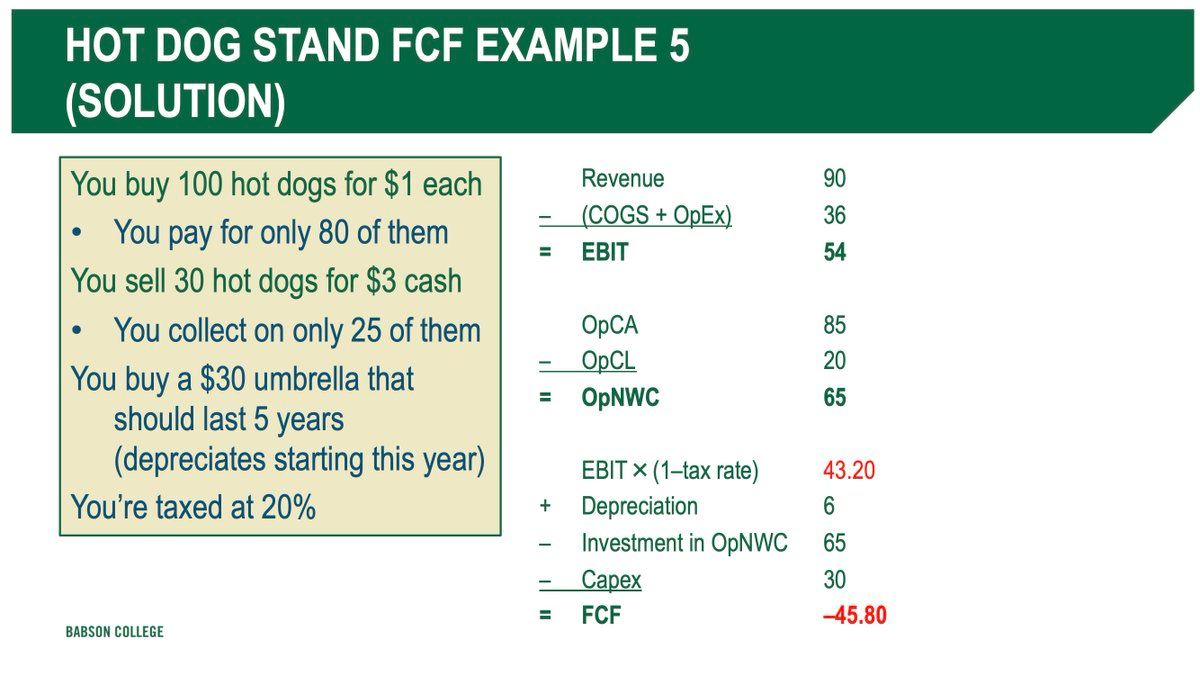 HOT DOG STAND FCF EXAMPLE 5
(SOLUTION)
You buy 100 hot dogs for $1 each
• You pay for only 80 of them
You sell 30 hot dogs for $3 cash
• You collect on only 25 of them
You buy a $30 umbrella that
should last 5 years
(depreciates starting this year)
You're taxed at 20%
Revenue 90
– (COGS + OpEx) 36
= EBIT 54
OpCA 85
– OpCL 20
= OpNWC 65
EBIT × (1–tax rate) 43.20
+ Depreciation 6
– Investment in OpNWC 65
– Capex 30
= FCF –45.80
BABSON COLLEGE